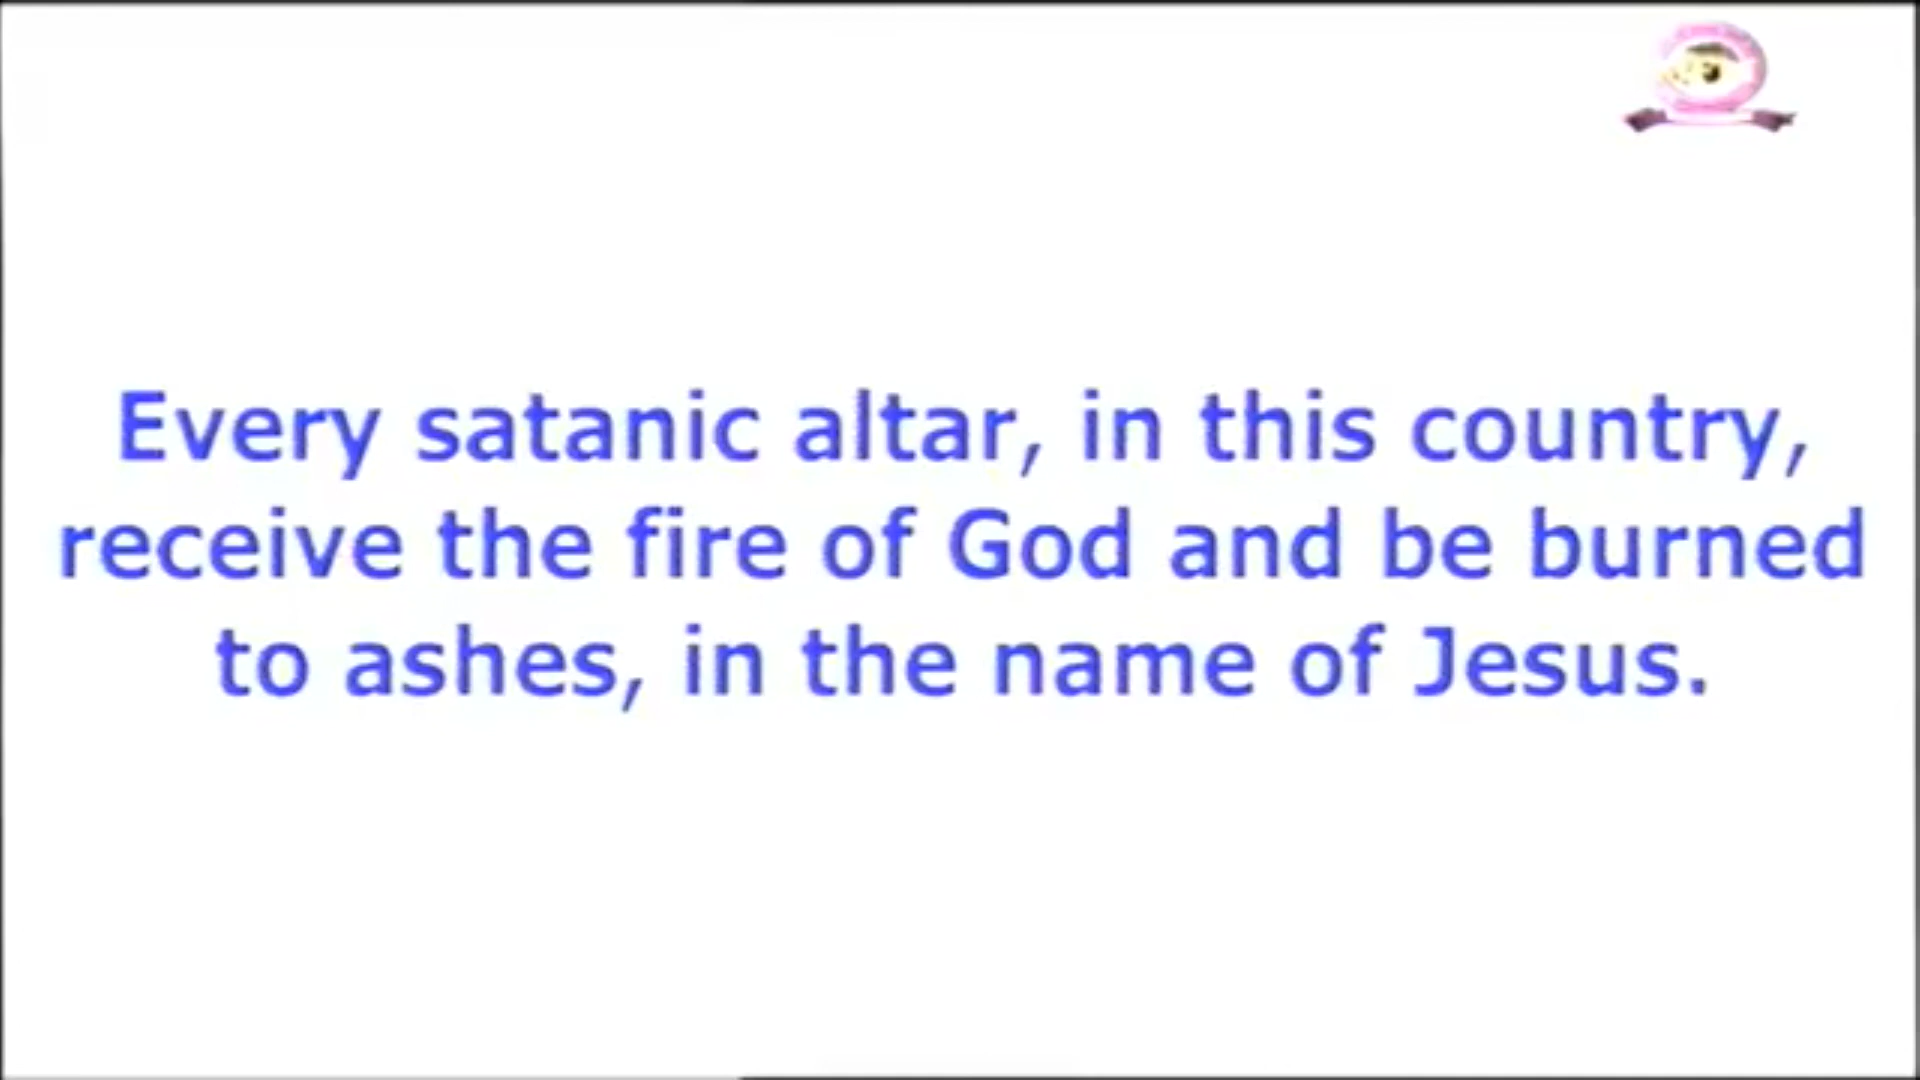 Every satanic altar, in this country,
receive the fire of God and be burned
to ashes, in the name of Jesus.